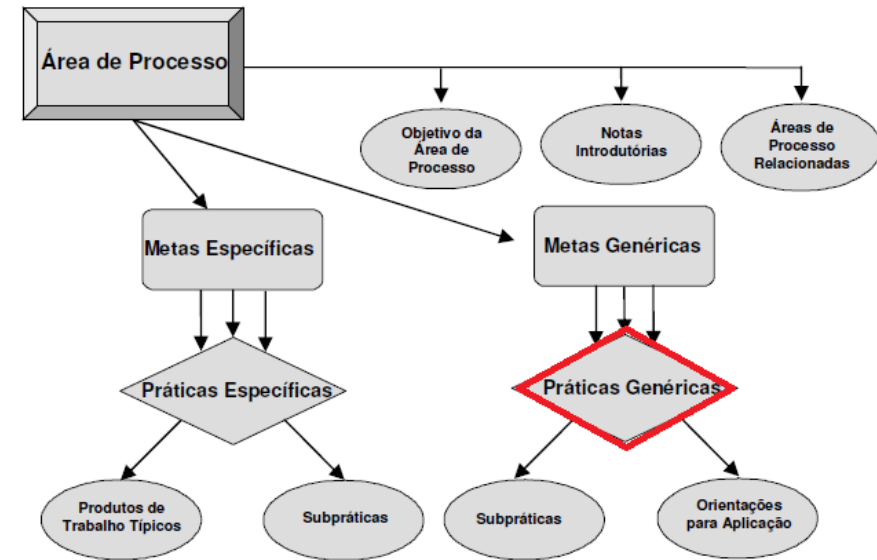 Área de Processo
Objetivo da
Área de
Processo
Notas
Introdutórias
Áreas de
Processo
Relacionadas
Metas Específicas
Metas Genéricas
Práticas Específicas
Práticas Genéricas
Produtos de
Trabalho Típicos
Subpráticas
Subpráticas
Orientações
para Aplicação